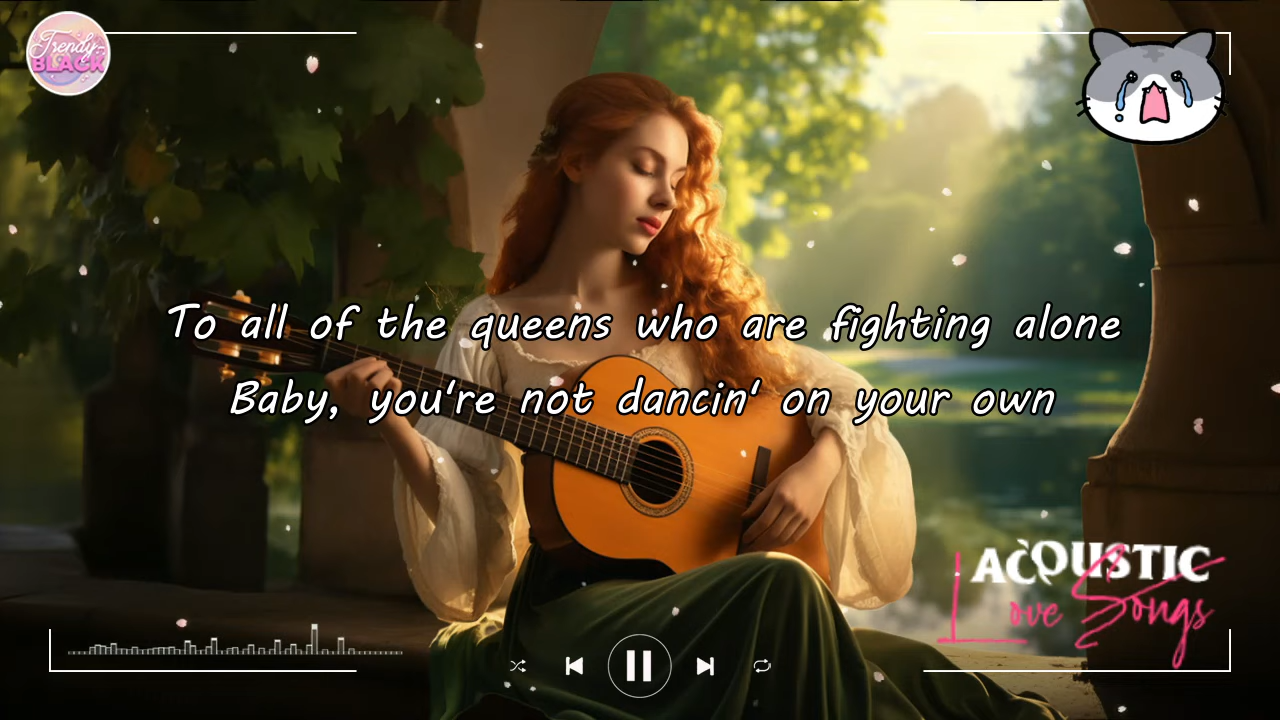 Trendy
BLACK
To all of the queens who are fighting alone
Baby, you're not dancin' on your own
ACOUSTIC
Love Songs